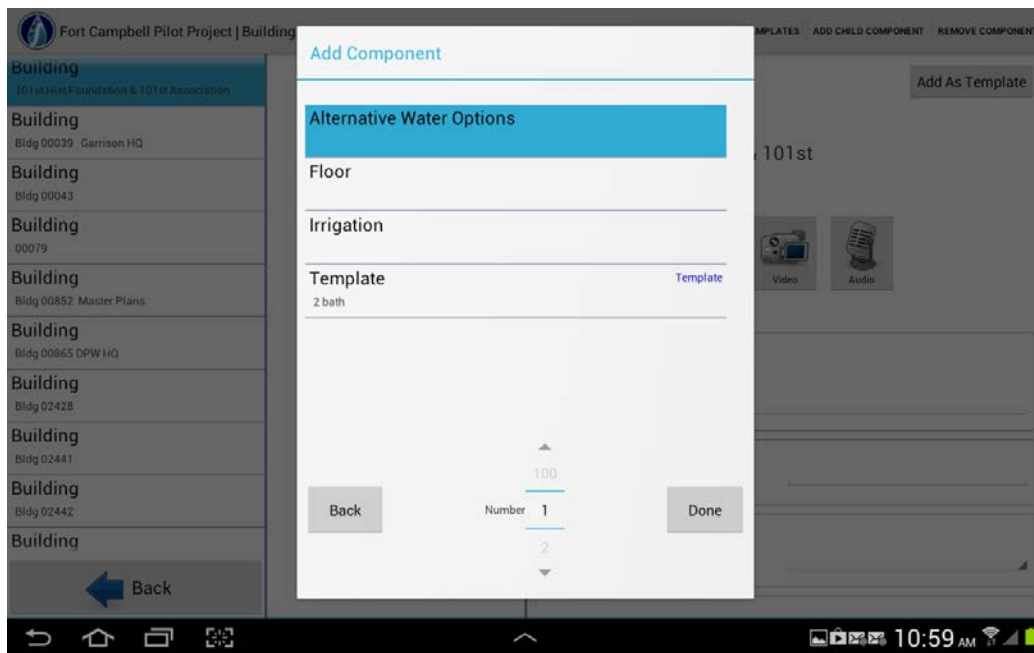 Fort Campbell Pilot Project | Building
MPLATES ADD CHILD COMPONENT REMOVE COMPONENT
Building
101st Hist Foundation & 101st Association
Building
Bldg 00039 Garrison HQ
Building
Bldg 00043
Building
00079
Building
Bldg 00852 Master Plans
Building
Bldg 00865 DPW HQ
Building
Bldg 02428
Building
Bldg 02441
Building
Bldg 02442
Building
Back
Add Component
Alternative Water Options
Floor
Irrigation
Template Template
2 bath
100
Back Number 1 Done
2
Add As Template
101st
Video Audio
10:59 AM